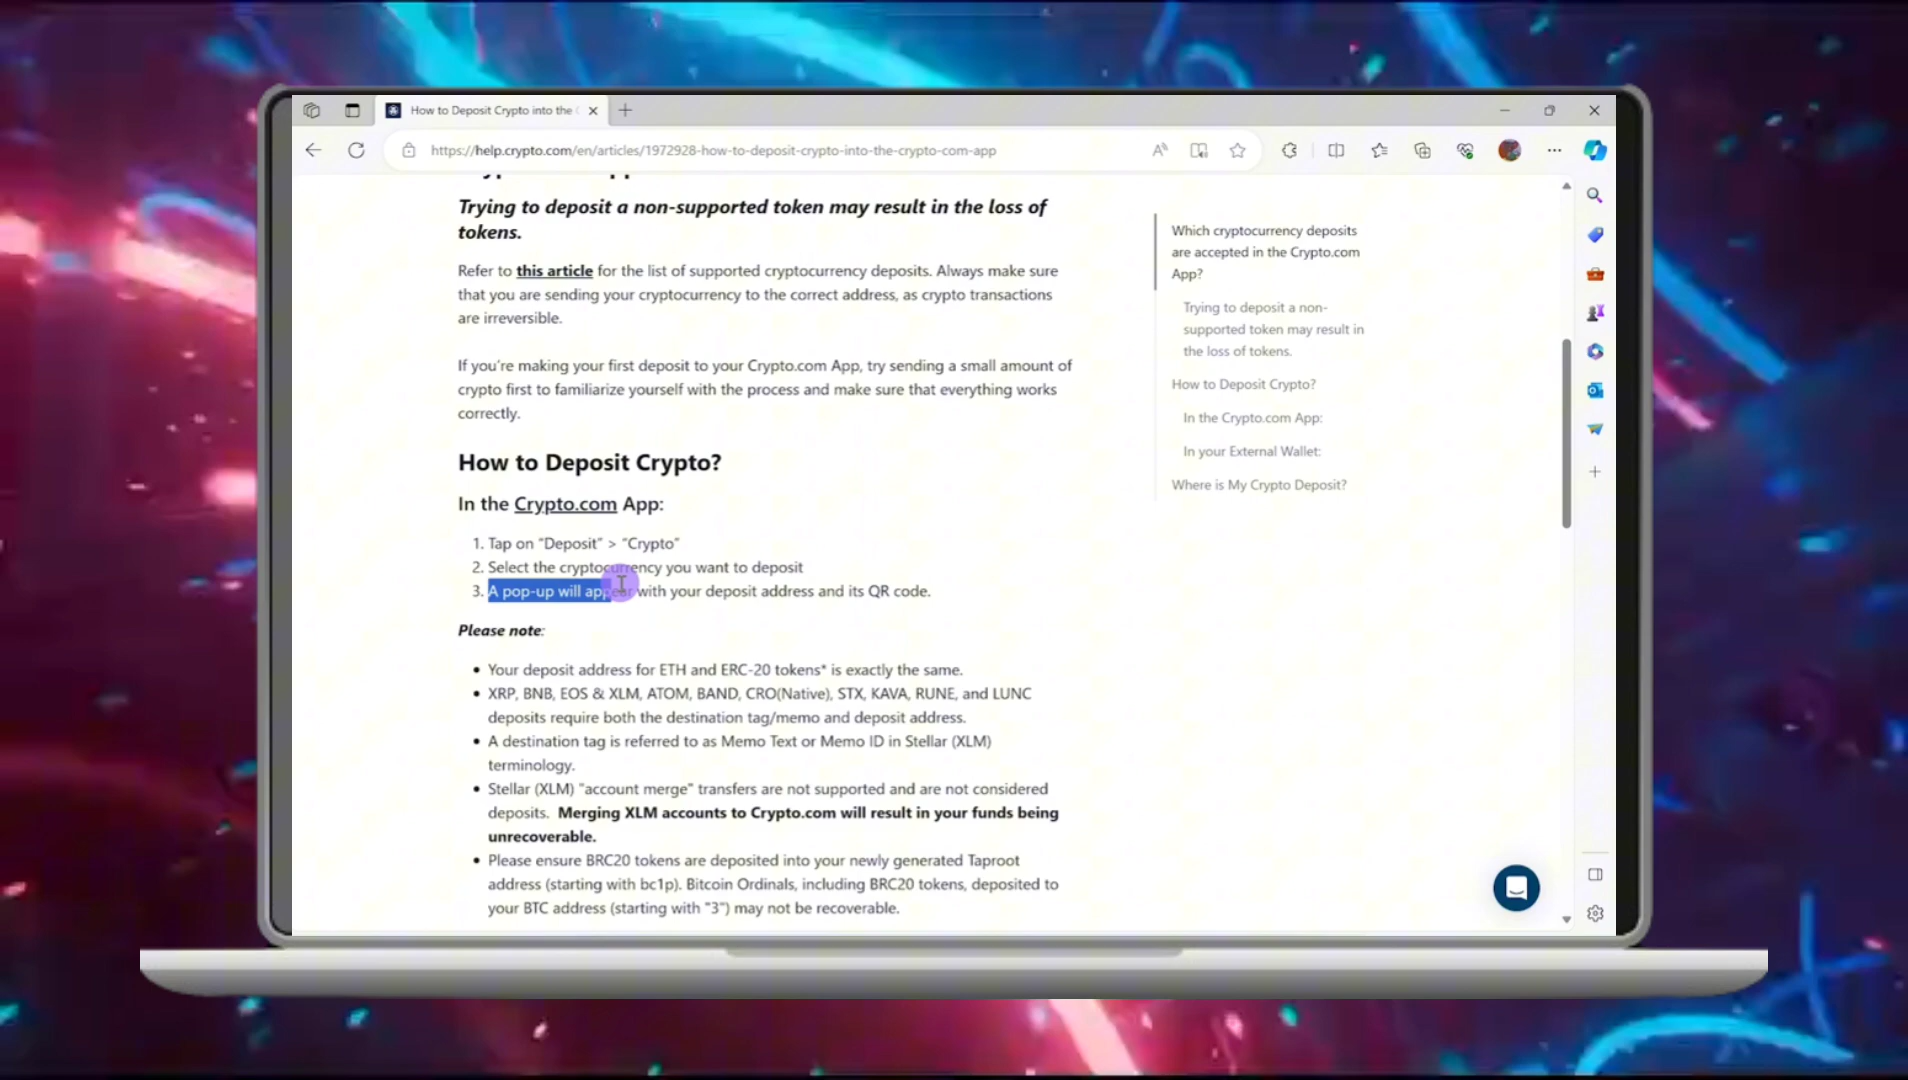 How to Deposit Crypto into the
https://help.crypto.com/en/articles/1972928-how-to-deposit-crypto-into-the-crypto-com-app
Trying to deposit a non-supported token may result in the loss of
tokens.
Refer to this article for the list of supported cryptocurrency deposits. Always make sure
that you are sending your cryptocurrency to the correct address, as crypto transactions
are irreversible.
If you're making your first deposit to your Crypto.com App, try sending a small amount of
crypto first to familiarize yourself with the process and make sure that everything works
correctly.
How to Deposit Crypto?
In the Crypto.com App:
1. Tap on "Deposit" > "Crypto"
2. Select the cryptocurrency you want to deposit
3. A pop-up will appear with your deposit address and its QR code.
Please note:
• Your deposit address for ETH and ERC-20 tokens* is exactly the same.
• XRP, BNB, EOS & XLM, ATOM, BAND, CRO(Native), STX, KAVA, RUNE, and LUNC
deposits require both the destination tag/memo and deposit address.
• A destination tag is referred to as Memo Text or Memo ID in Stellar (XLM)
terminology.
• Stellar (XLM) "account merge" transfers are not supported and are not considered
deposits. Merging XLM accounts to Crypto.com will result in your funds being
unrecoverable.
• Please ensure BRC20 tokens are deposited into your newly generated Taproot
address (starting with bc1p). Bitcoin Ordinals, including BRC20 tokens, deposited to
your BTC address (starting with "3") may not be recoverable.
Which cryptocurrency deposits
are accepted in the Crypto.com
App?
Trying to deposit a non-
supported token may result in
the loss of tokens.
How to Deposit Crypto?
In the Crypto.com App:
In your External Wallet:
Where is My Crypto Deposit?